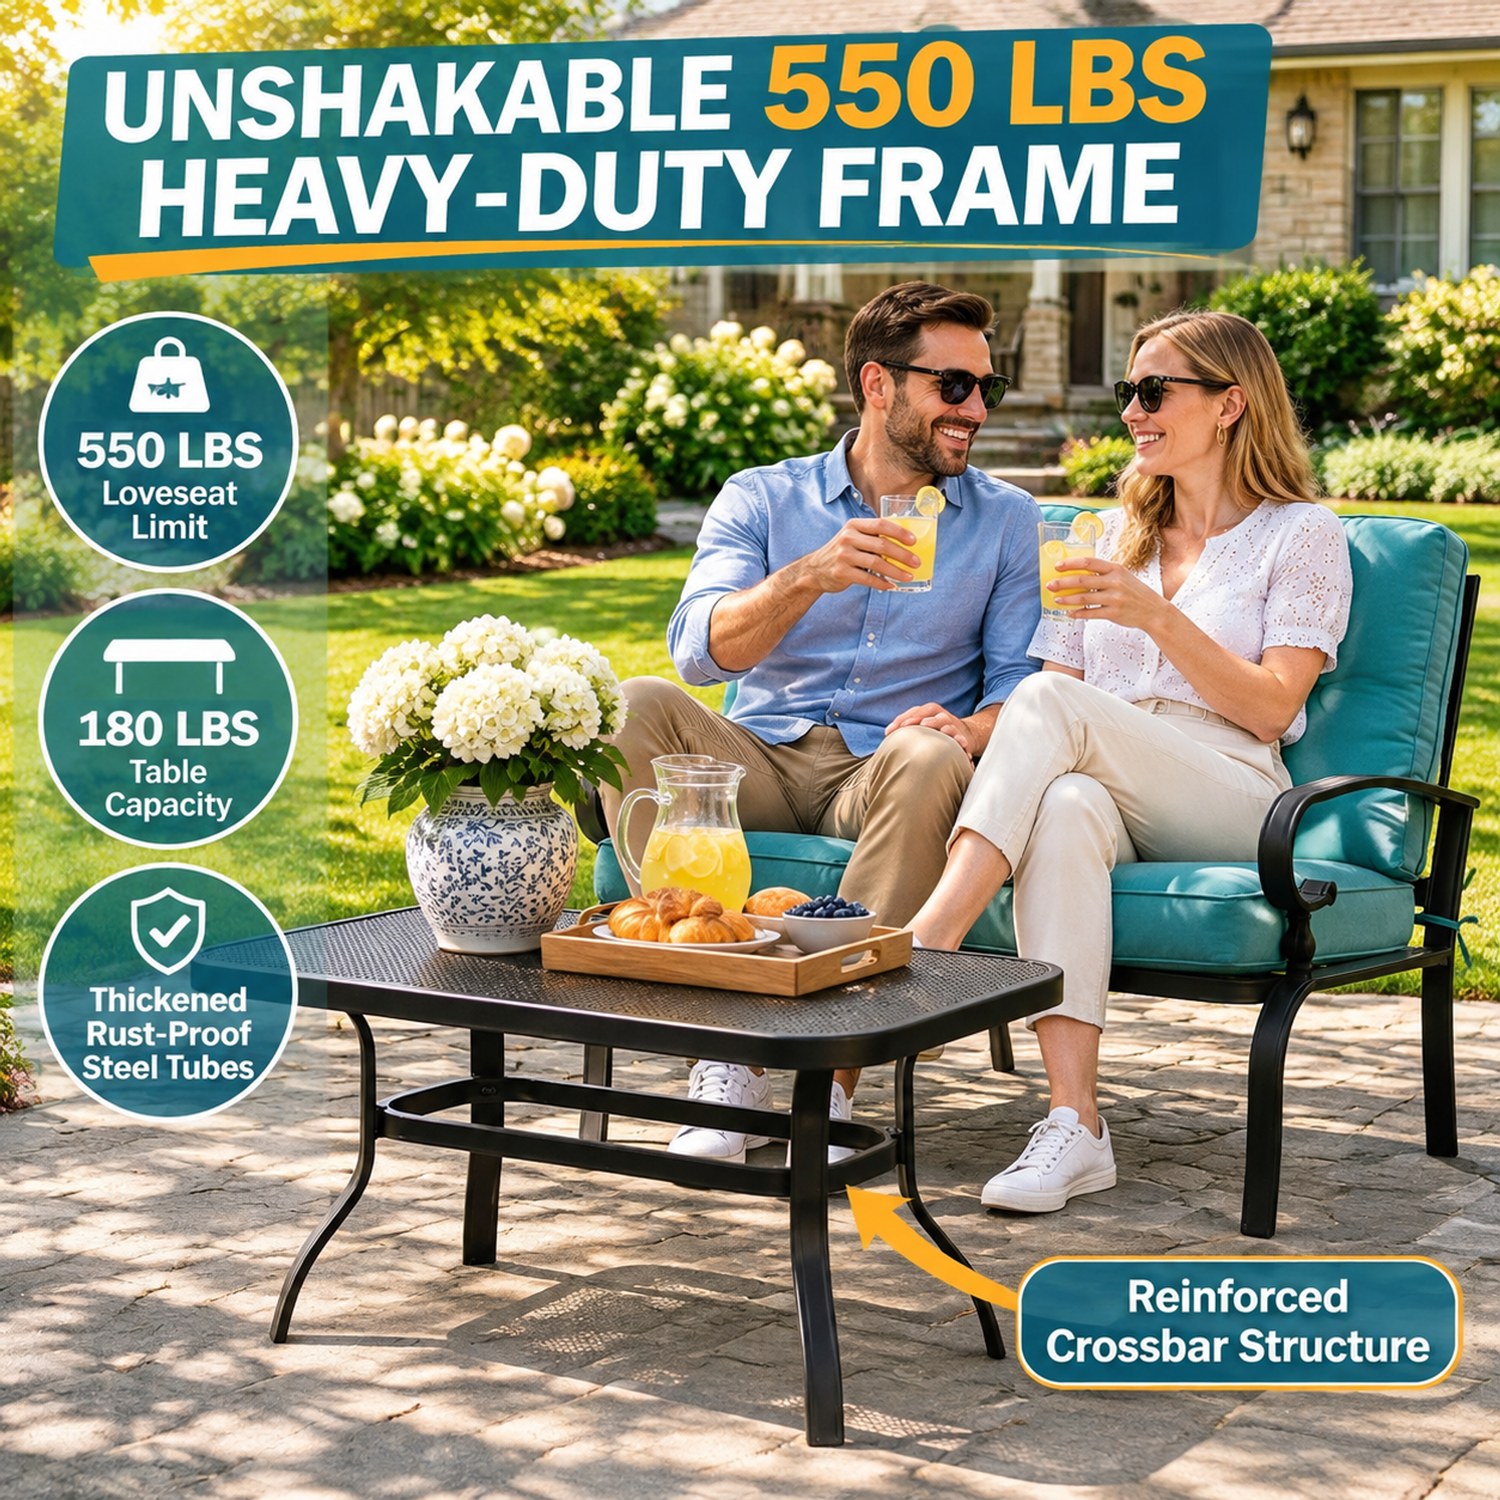 UNSHAKABLE 550 LBS
HEAVY-DUTY FRAME
550 LBS
Loveseat
Limit
180 LBS
Table
Capacity
Thickened
Rust-Proof
Steel Tubes
Reinforced
Crossbar Structure